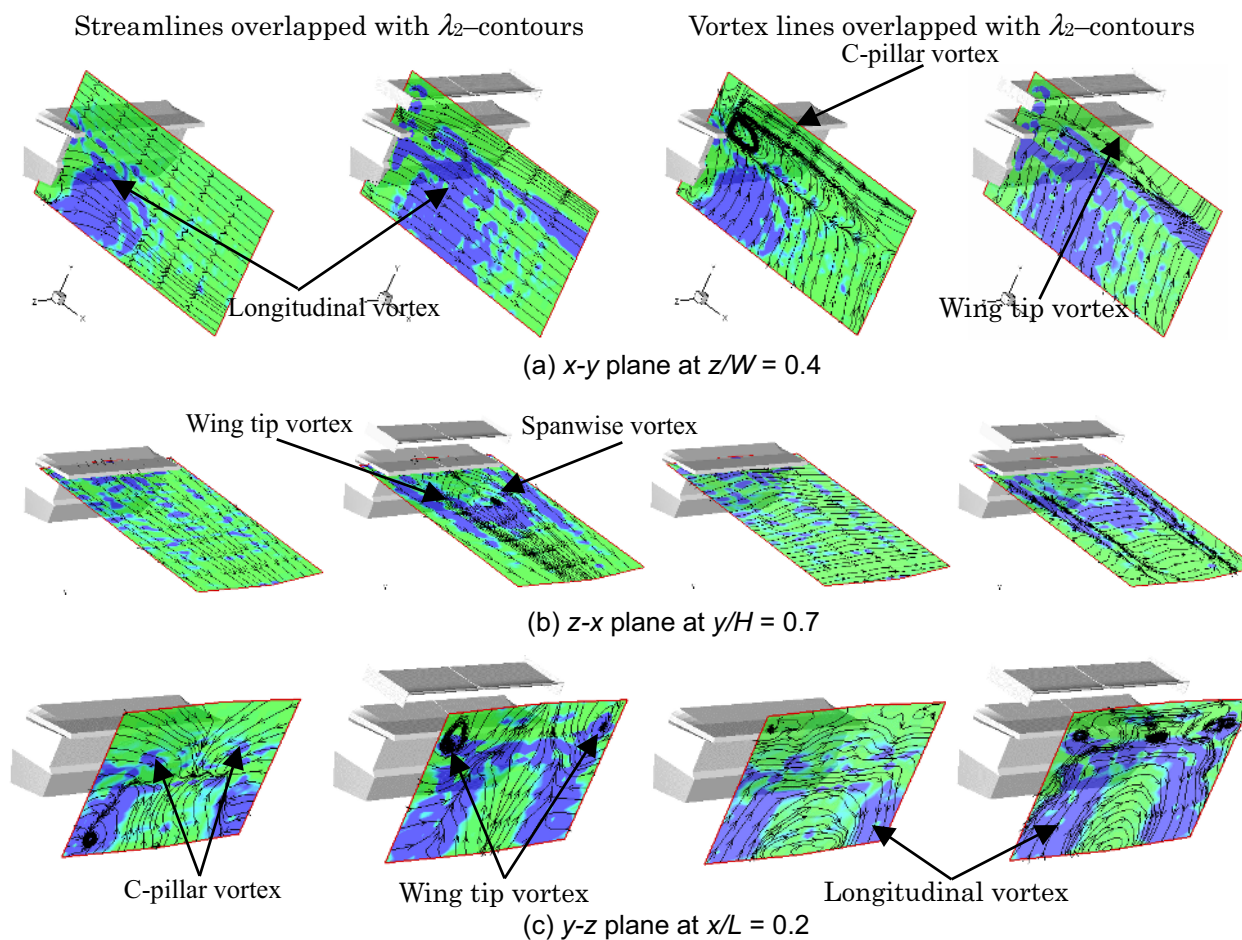 Streamlines overlapped with λ₂–contours
Vortex lines overlapped with λ₂–contours
C-pillar vortex
Longitudinal vortex
Wing tip vortex
(a) x-y plane at z/W = 0.4
Wing tip vortex
Spanwise vortex
(b) z-x plane at y/H = 0.7
C-pillar vortex
Wing tip vortex
Longitudinal vortex
(c) y-z plane at x/L = 0.2